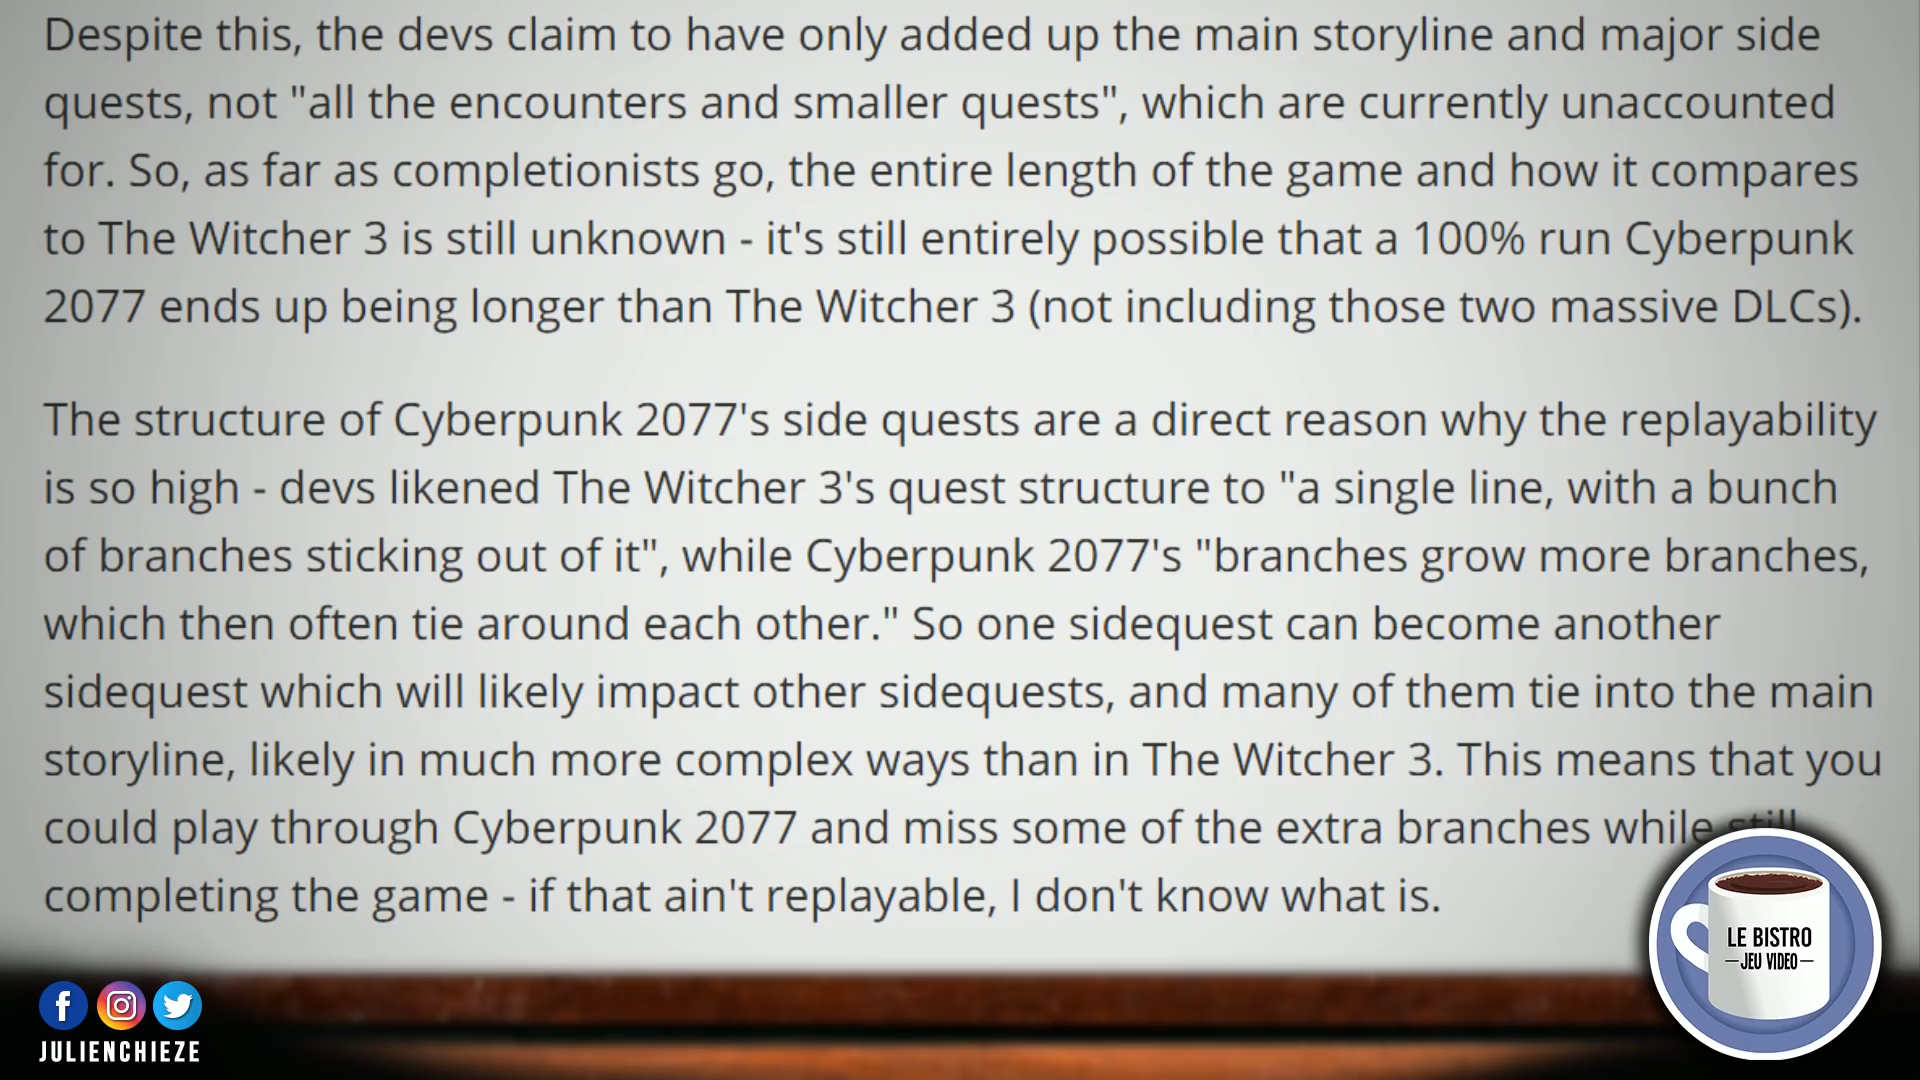 Despite this, the devs claim to have only added up the main storyline and major side
quests, not "all the encounters and smaller quests", which are currently unaccounted
for. So, as far as completionists go, the entire length of the game and how it compares
to The Witcher 3 is still unknown - it's still entirely possible that a 100% run Cyberpunk
2077 ends up being longer than The Witcher 3 (not including those two massive DLCs).
The structure of Cyberpunk 2077's side quests are a direct reason why the replayability
is so high - devs likened The Witcher 3's quest structure to "a single line, with a bunch
of branches sticking out of it", while Cyberpunk 2077's "branches grow more branches,
which then often tie around each other." So one sidequest can become another
sidequest which will likely impact other sidequests, and many of them tie into the main
storyline, likely in much more complex ways than in The Witcher 3. This means that you
could play through Cyberpunk 2077 and miss some of the extra branches while still
completing the game - if that ain't replayable, I don't know what is.
LE BISTRO
JEU VIDEO
JULIENCHIEZE